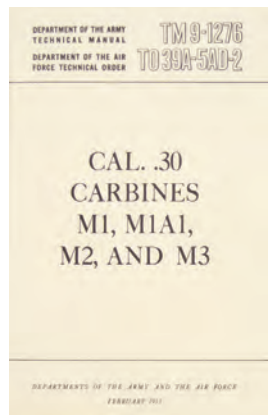 DEPARTMENT OF THE ARMY
TECHNICAL MANUAL
DEPARTMENT OF THE AIR
FORCE TECHNICAL ORDER
TM 9-1276
TO 39A-5AD-2
CAL. .30
CARBINES
M1, M1A1,
M2, AND M3
DEPARTMENTS OF THE ARMY AND THE AIR FORCE
FEBRUARY